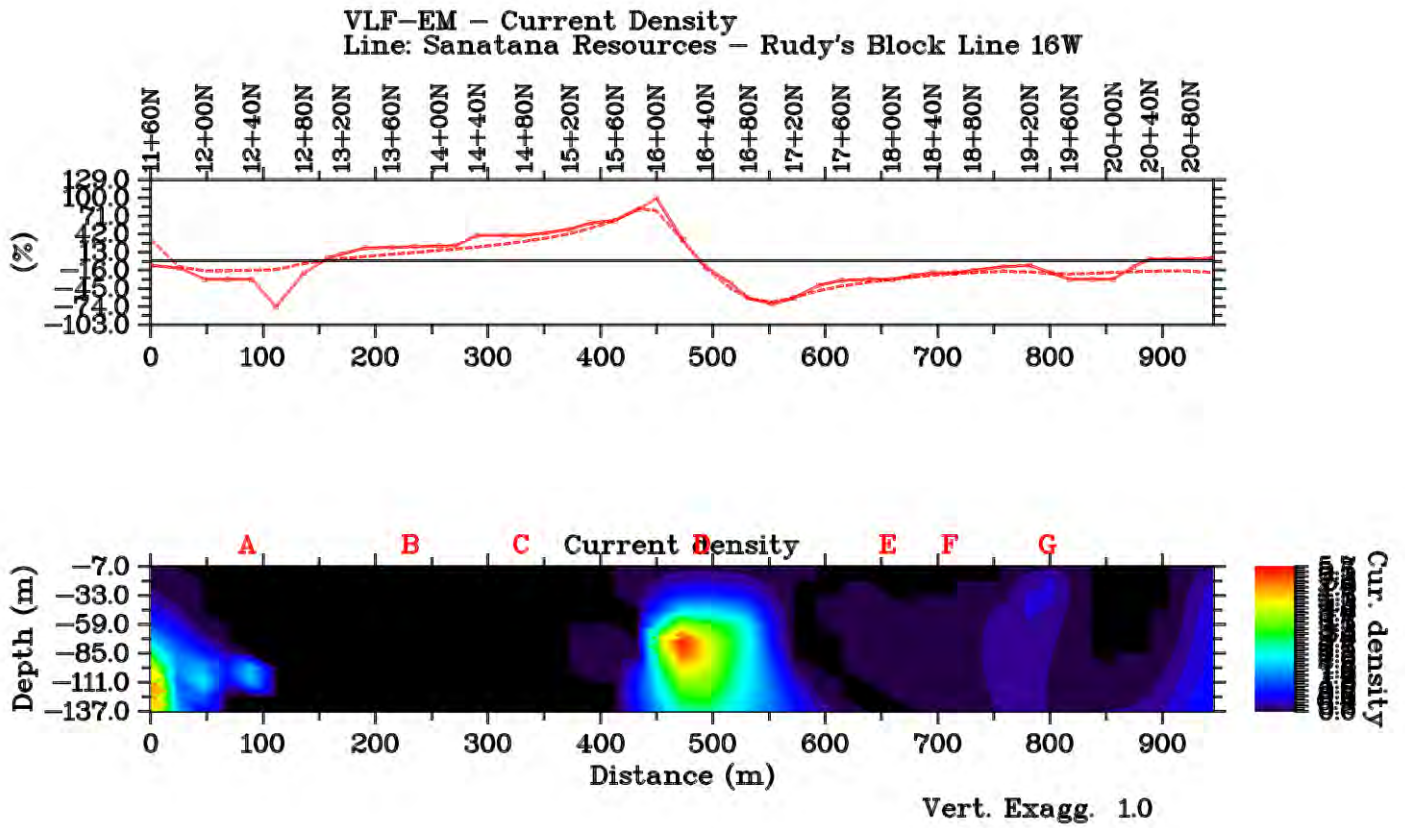 VLF-EM - Current Density
Line: Sanatana Resources - Rudy's Block Line 16W
11+60N 12+00N 12+40N 12+80N 13+20N 13+60N 14+00N 14+40N 14+80N 15+20N 15+60N 16+00N 16+40N 16+80N 17+20N 17+60N 18+00N 18+40N 18+80N 19+20N 19+60N 20+00N 20+40N 20+80N
(%)
129.0
100.0
71.0
42.0
13.0
-16.0
-45.0
-74.0
-103.0
0 100 200 300 400 500 600 700 800 900
A B C Current density D E F G
Depth (m)
-7.0
-33.0
-59.0
-85.0
-111.0
-137.0
0 100 200 300 400 500 600 700 800 900
Distance (m)
Cur. density
Vert. Exagg. 1.0